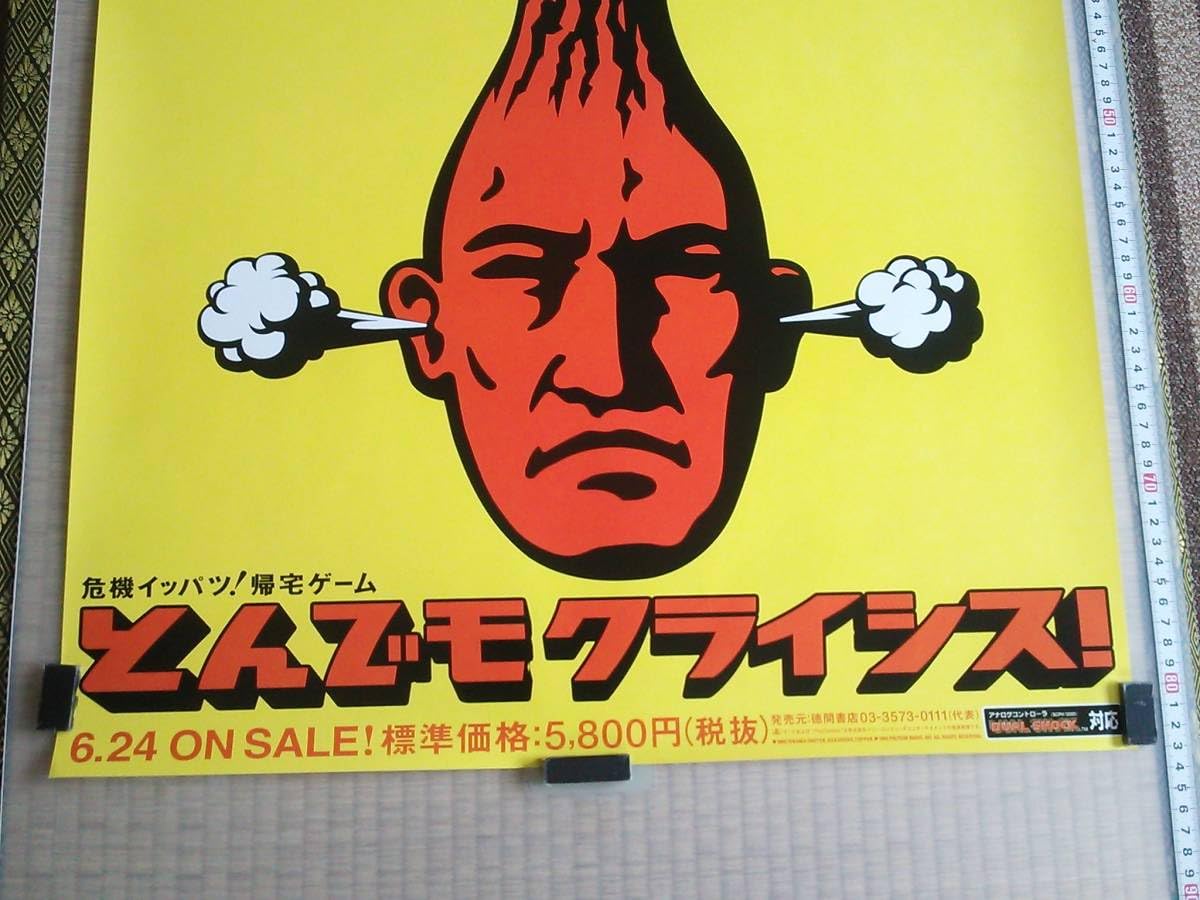 危機イッパツ!帰宅ゲーム
とんでモクライシス!
6.24 ON SALE! 標準価格:5,800円(税抜)
発売元:徳間書店03-3573-0111(代表)
アナログコントローラ
DUAL SHOCK™ 対応